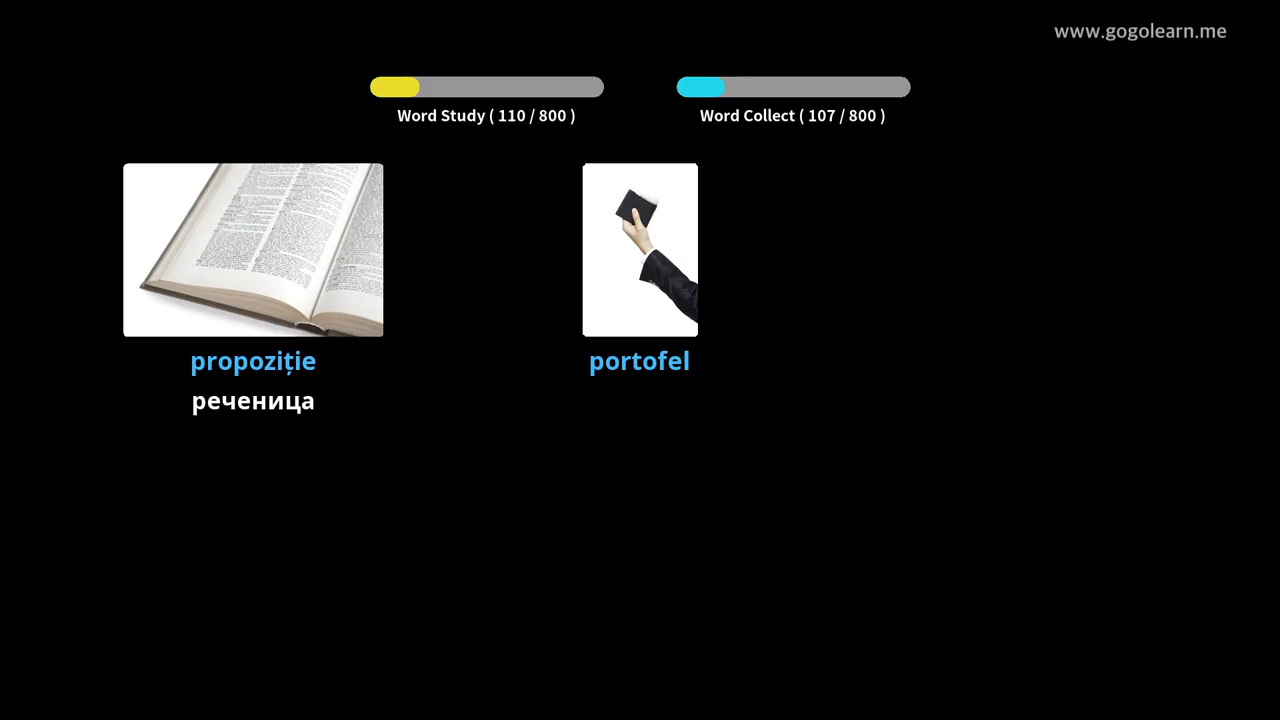 www.gogolearn.me
Word Study ( 110 / 800 )
Word Collect ( 107 / 800 )
propoziție
portofel
реченица